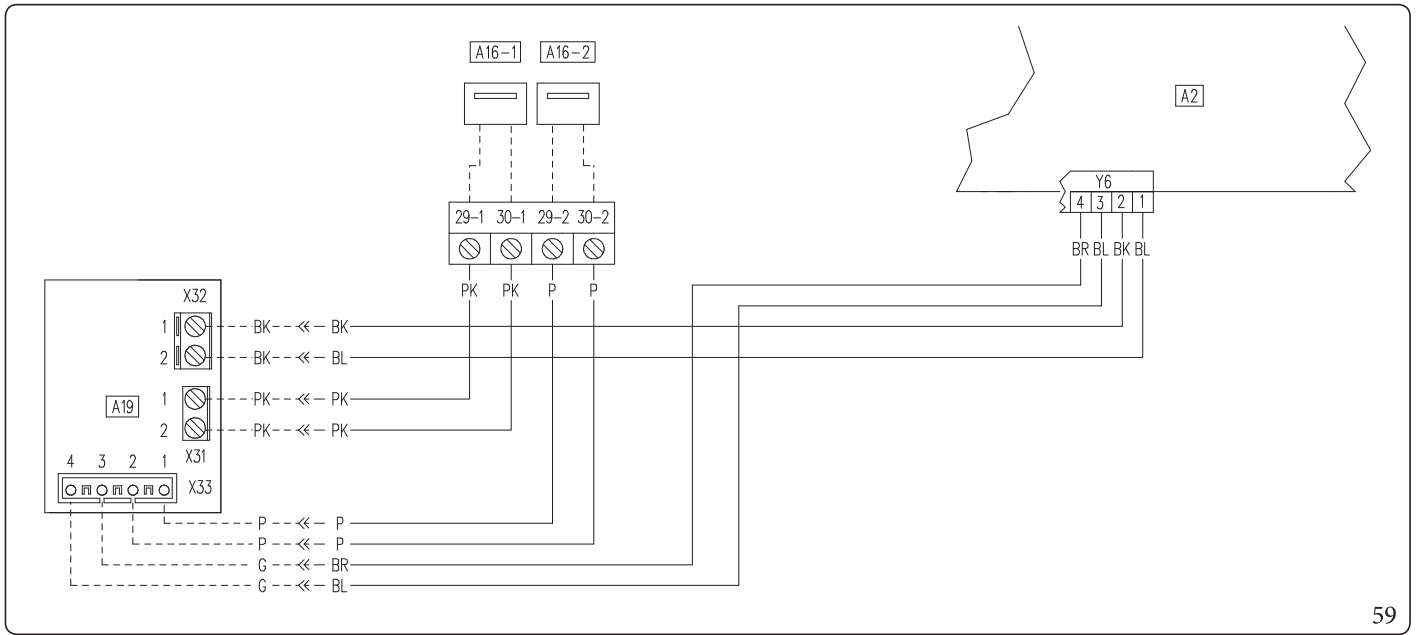 A16-1 A16-2
A2
Y6
4 3 2 1
29-1 30-1 29-2 30-2
BR BL BK BL
PK PK P P
X32
1 BK BK
2 BK BL
1 PK PK
A19
2 PK PK
X31
4 3 2 1
X33
P P
P P
G BR
G BL
59